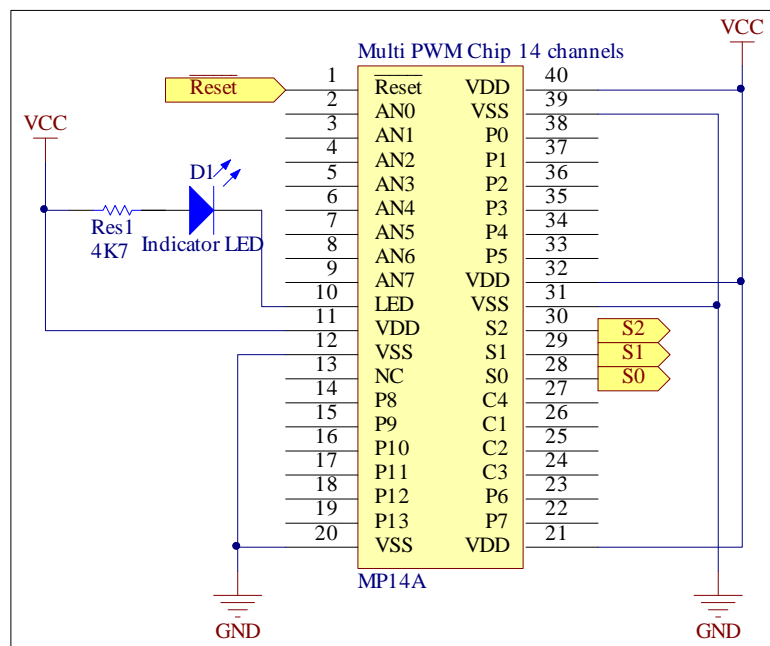 Multi PWM Chip 14 channels
VCC
1 Reset VDD 40
Reset
2 AN0 VSS 39
3 AN1 P0 38
VCC
4 AN2 P1 37
D1
5 AN3 P2 36
6 AN4 P3 35
Res1
4K7
Indicator LED
7 AN5 P4 34
8 AN6 P5 33
9 AN7 VDD 32
10 LED VSS 31
11 VDD S2 30 S2
12 VSS S1 29 S1
13 NC S0 28 S0
14 P8 C4 27
15 P9 C1 26
16 P10 C2 25
17 P11 C3 24
18 P12 P6 23
19 P13 P7 22
20 VSS VDD 21
MP14A
GND
GND